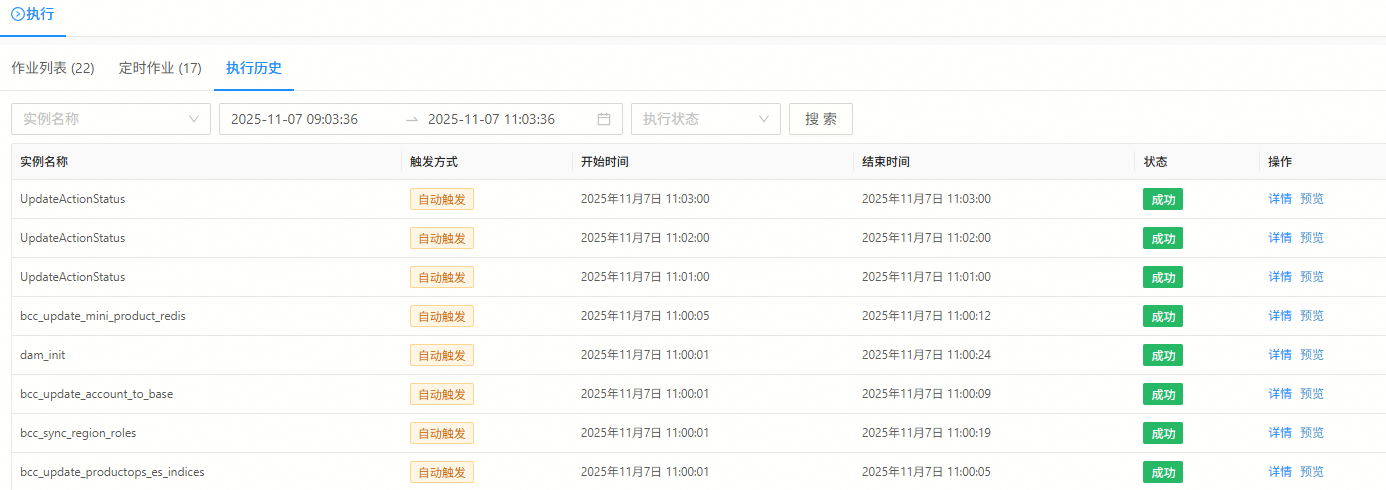 执行
作业列表 (22) 定时作业 (17) 执行历史
实例名称 2025-11-07 09:03:36 → 2025-11-07 11:03:36 执行状态 搜 索
实例名称 触发方式 开始时间 结束时间 状态 操作
UpdateActionStatus 自动触发 2025年11月7日 11:03:00 2025年11月7日 11:03:00 成功 详情 预览
UpdateActionStatus 自动触发 2025年11月7日 11:02:00 2025年11月7日 11:02:00 成功 详情 预览
UpdateActionStatus 自动触发 2025年11月7日 11:01:00 2025年11月7日 11:01:00 成功 详情 预览
bcc_update_mini_product_redis 自动触发 2025年11月7日 11:00:05 2025年11月7日 11:00:12 成功 详情 预览
dam_init 自动触发 2025年11月7日 11:00:01 2025年11月7日 11:00:24 成功 详情 预览
bcc_update_account_to_base 自动触发 2025年11月7日 11:00:01 2025年11月7日 11:00:09 成功 详情 预览
bcc_sync_region_roles 自动触发 2025年11月7日 11:00:01 2025年11月7日 11:00:19 成功 详情 预览
bcc_update_productops_es_indices 自动触发 2025年11月7日 11:00:01 2025年11月7日 11:00:05 成功 详情 预览